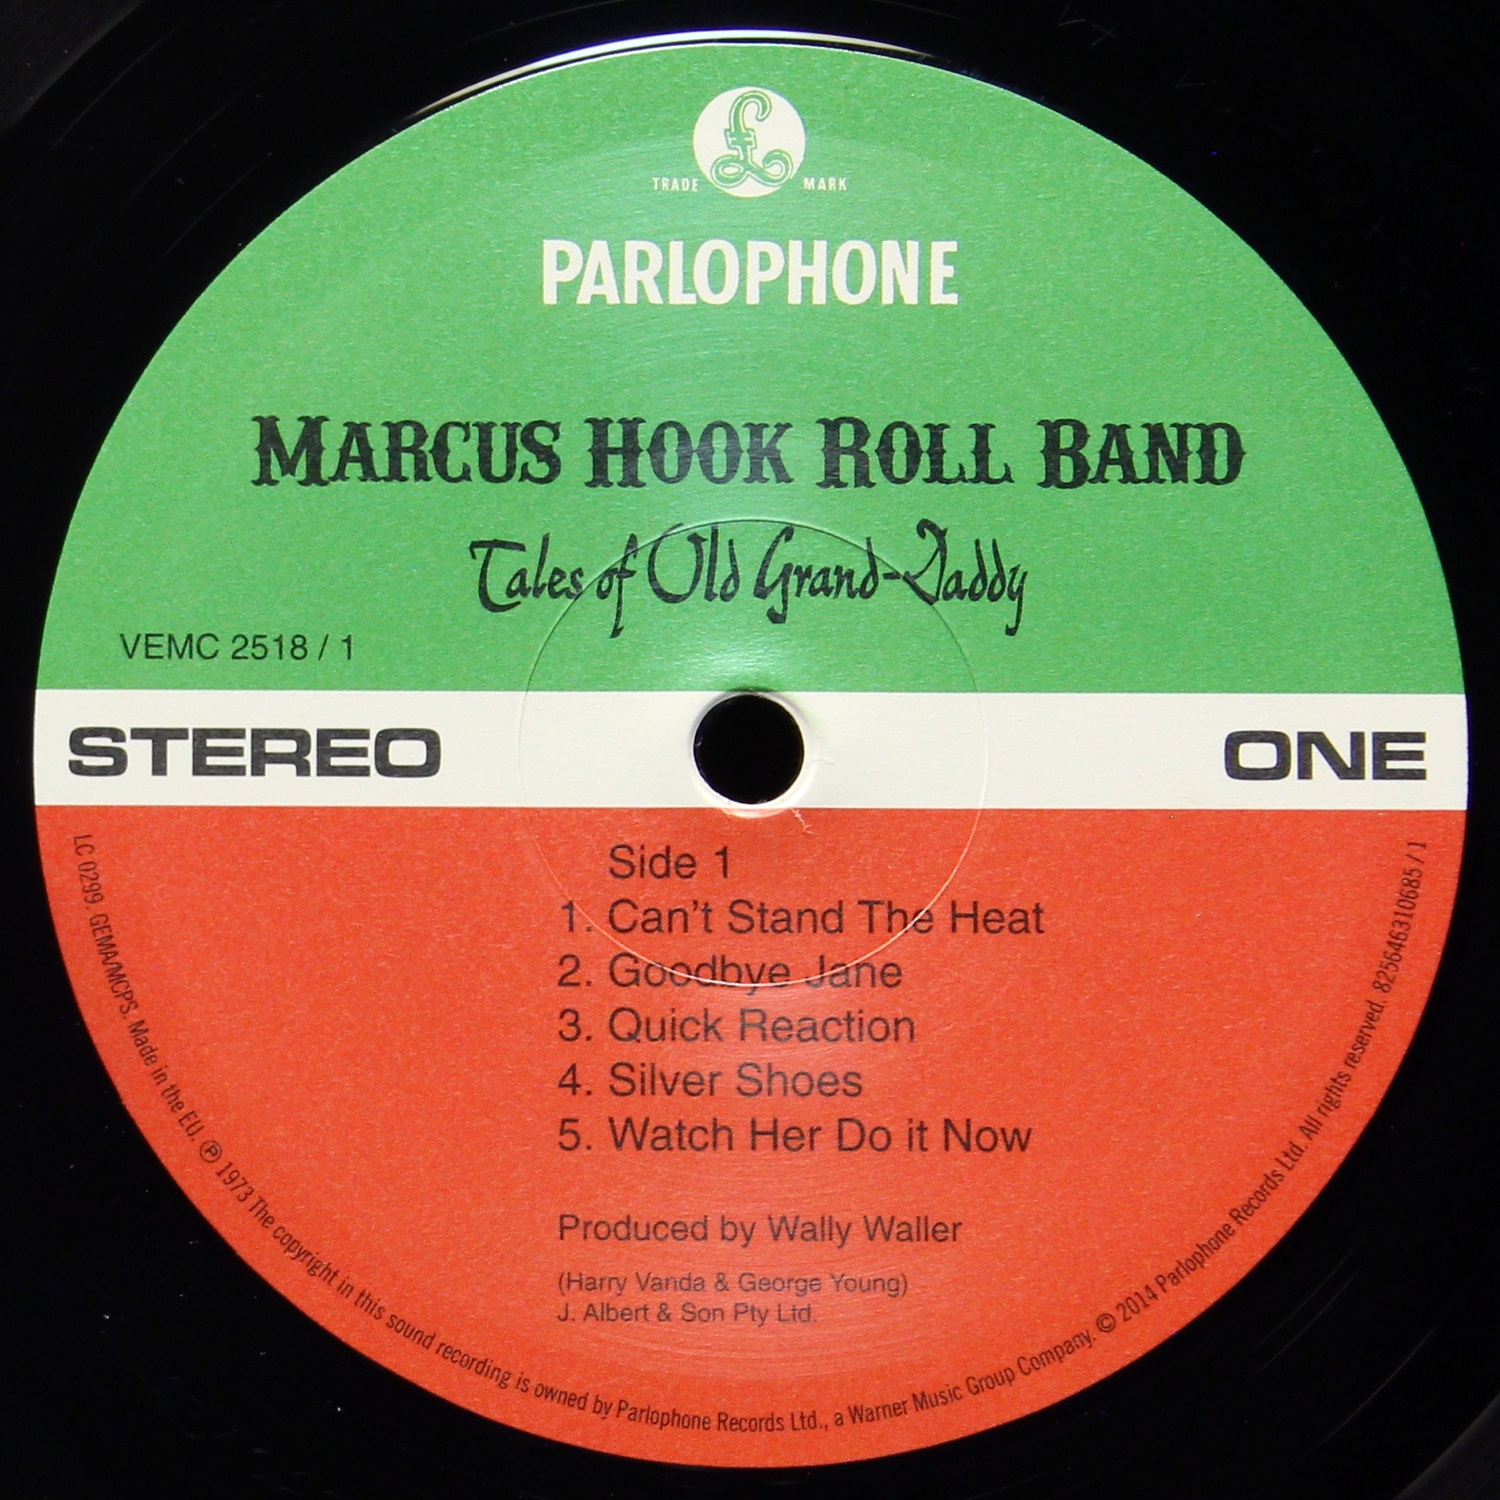 £
TRADE MARK
PARLOPHONE
MARCUS HOOK ROLL BAND
Tales of Old Grand-Daddy
VEMC 2518 / 1
STEREO
ONE
Side 1
1. Can't Stand The Heat
2. Goodbye Jane
3. Quick Reaction
4. Silver Shoes
5. Watch Her Do it Now
Produced by Wally Waller
(Harry Vanda & George Young)
J. Albert & Son Pty Ltd.
LC 0299. GEMA/MCPS. Made in the EU. ℗ 1973 The copyright in this sound recording is owned by Parlophone Records Ltd., a Warner Music Group Company. © 2014 Parlophone Records Ltd. All rights reserved. 825646310685 / 1